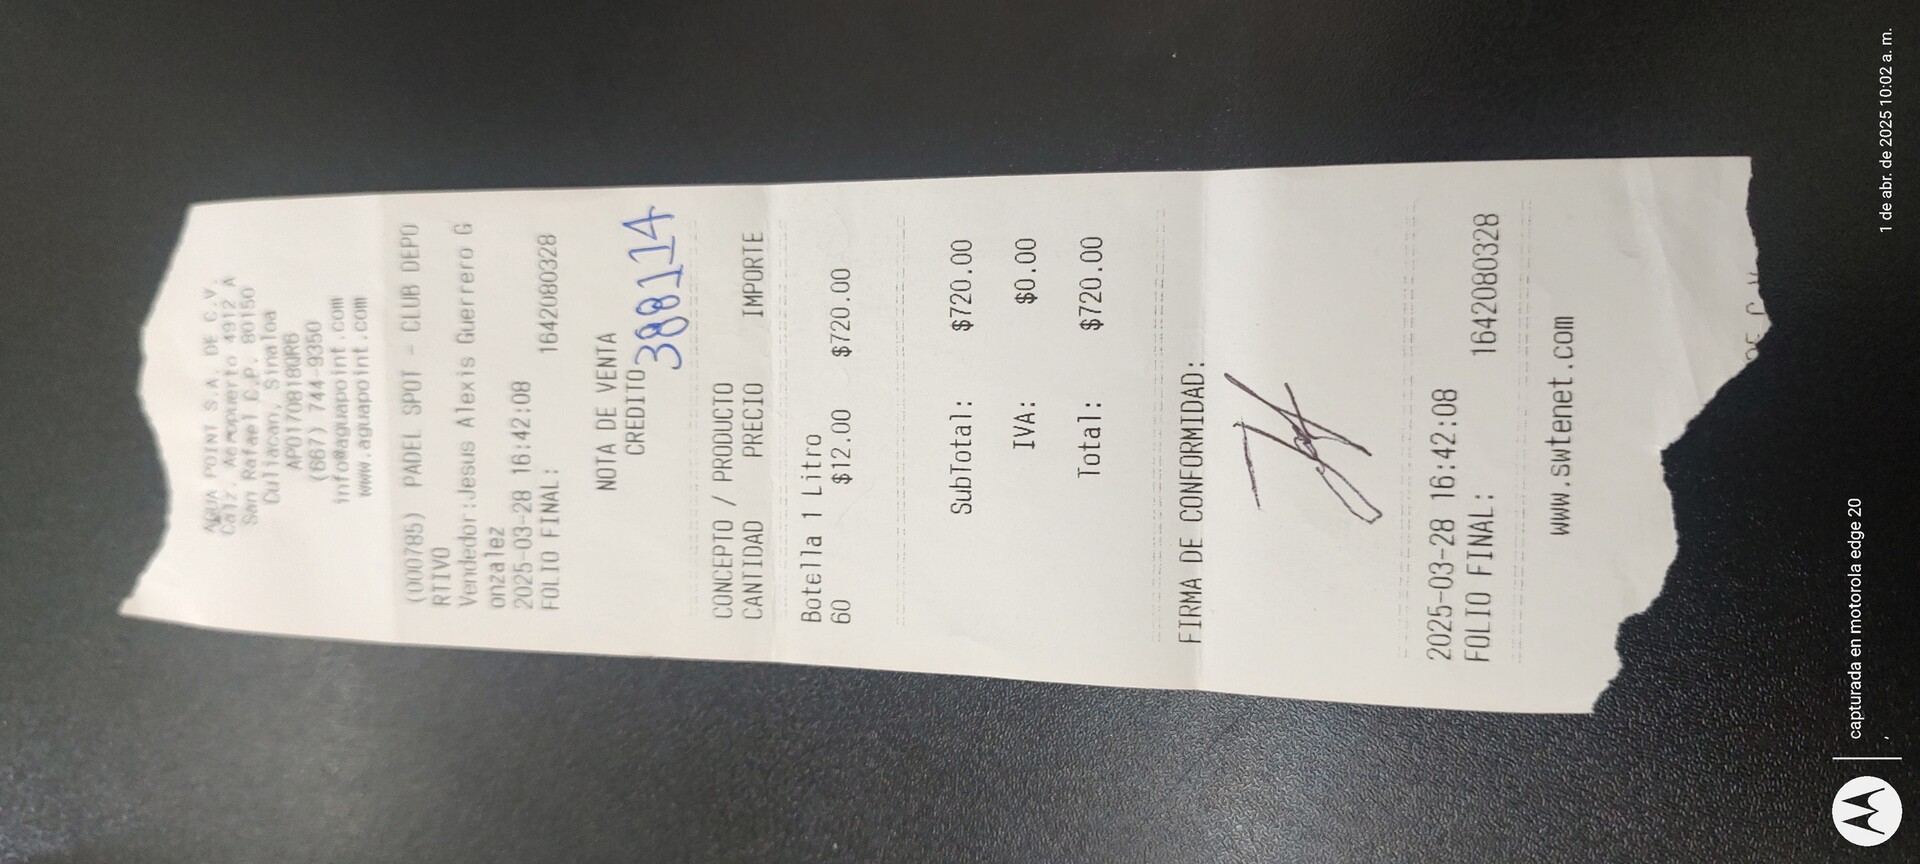 AGUA POINT S.A. DE C.V.
Calz. Aeropuerto 4912 A
San Rafael C.P. 80150
Culiacan, Sinaloa
APO170818QR6
(667) 744-9350
info@aguapoint.com
www.aguapoint.com
(000785) PADEL SPOT - CLUB DEPO
RTIVO
Vendedor:Jesus Alexis Guerrero G
onzalez
2025-03-28 16:42:08
FOLIO FINAL: 1642080328
NOTA DE VENTA
CREDITO
388114
CONCEPTO / PRODUCTO
CANTIDAD PRECIO IMPORTE
Botella 1 Litro
60 $12.00 $720.00
SubTotal: $720.00
IVA: $0.00
Total: $720.00
FIRMA DE CONFORMIDAD:
2025-03-28 16:42:08
FOLIO FINAL: 1642080328
www.swtenet.com
capturada en motorola edge 20
1 de abr. de 2025 10:02 a. m.